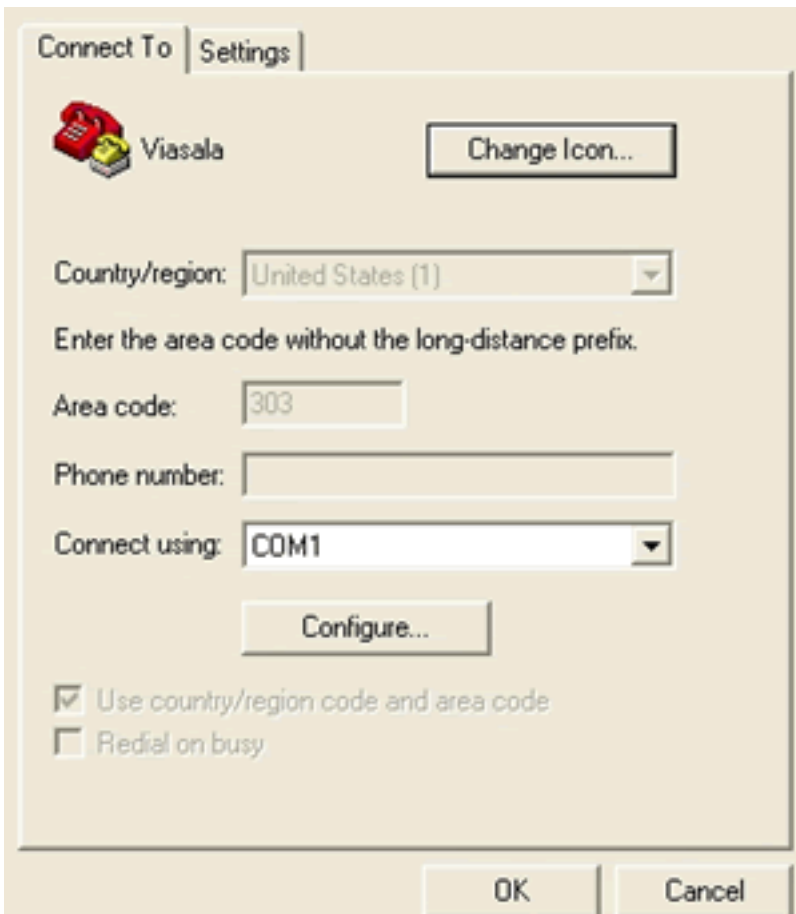 Connect To Settings
Viasala Change Icon...
Country/region: United States (1)
Enter the area code without the long-distance prefix.
Area code: 303
Phone number:
Connect using: COM1
Configure...
Use country/region code and area code
Redial on busy
OK Cancel